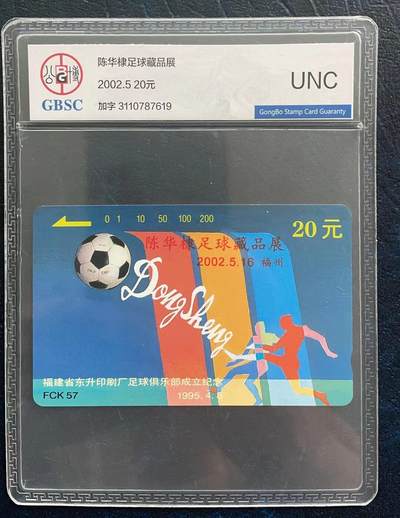 陈华棣足球藏品展
2002.5 20元
加字 3110787619
GBSC
UNC
GongBo Stamp Card Guaranty
0 1 10 50 100 200
20元
陈华棣足球藏品展
2002.5.16 福州
DongSheng
福建省东升印刷厂足球俱乐部成立纪念
FCK 57
1995.4.8